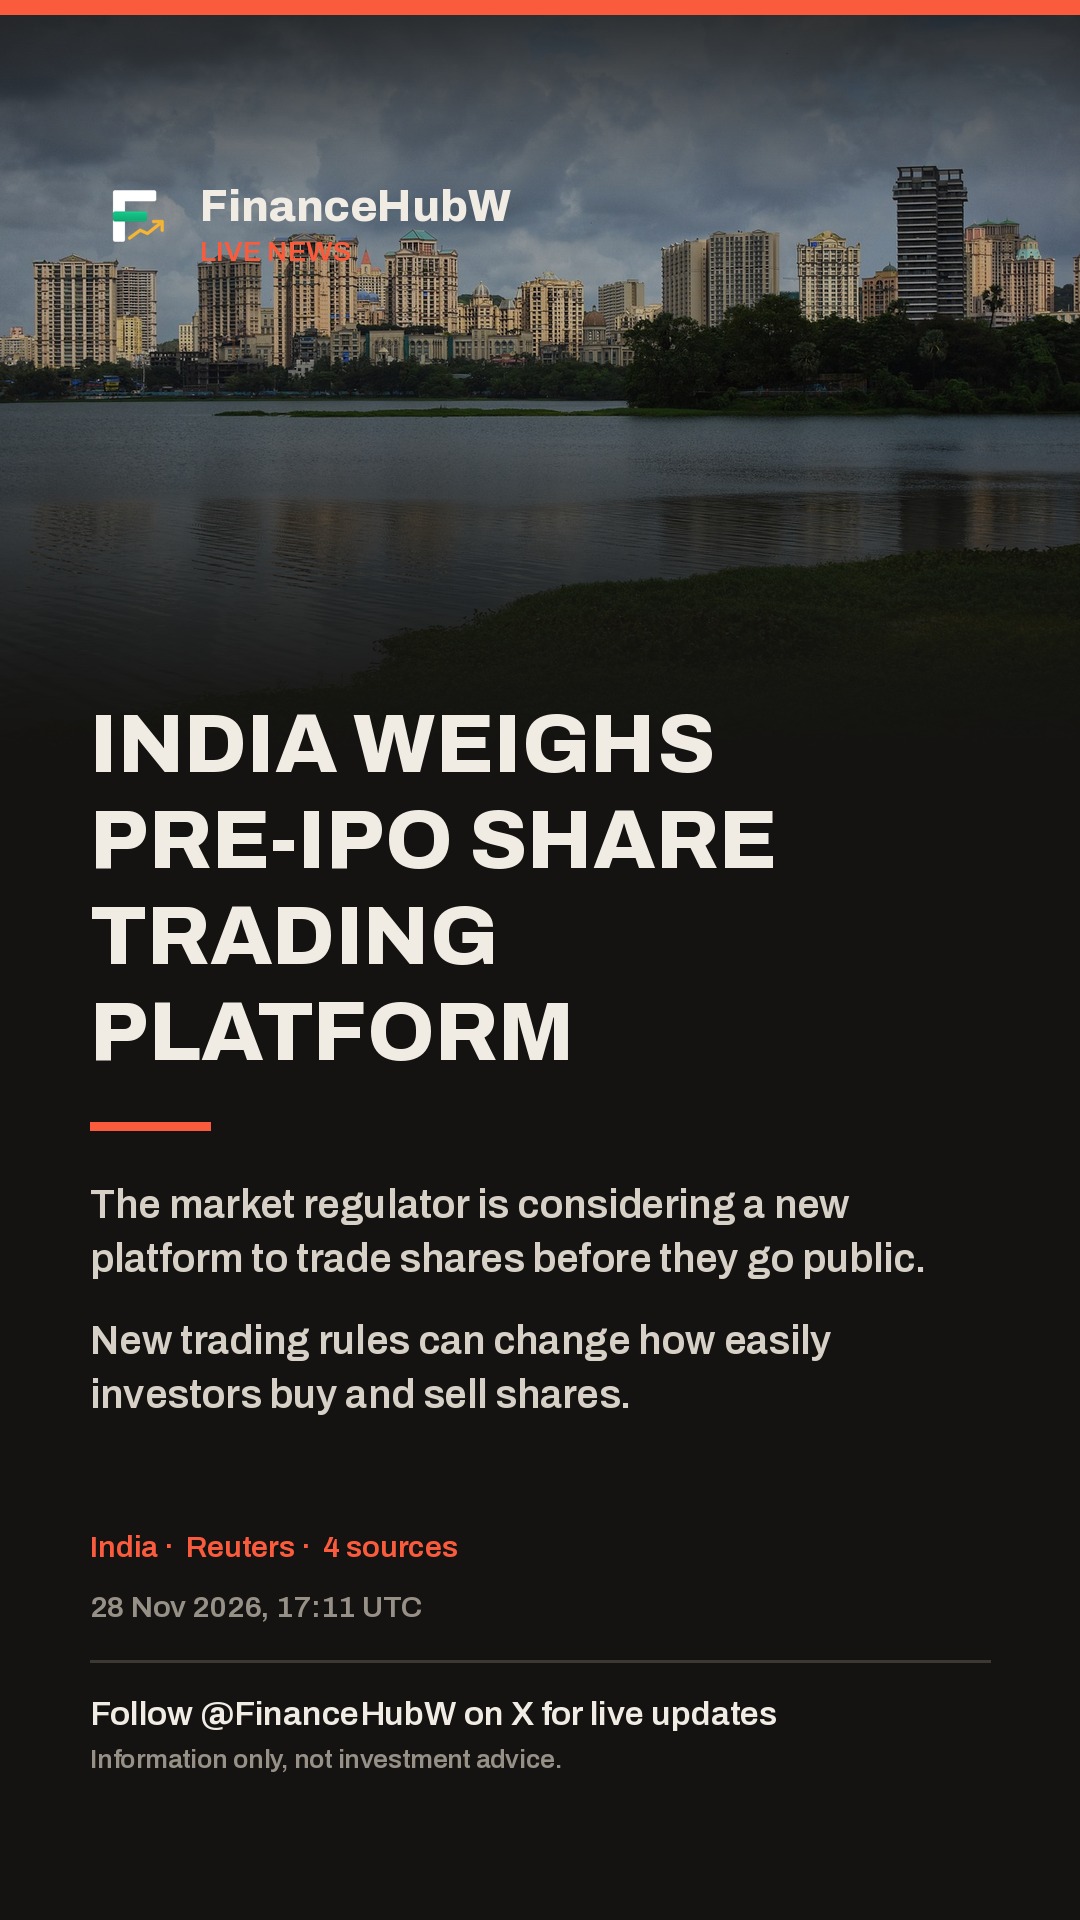 FinanceHubW
LIVE NEWS
INDIA WEIGHS
PRE-IPO SHARE
TRADING
PLATFORM
The market regulator is considering a new
platform to trade shares before they go public.
New trading rules can change how easily
investors buy and sell shares.
India · Reuters · 4 sources
28 Nov 2026, 17:11 UTC
Follow @FinanceHubW on X for live updates
Information only, not investment advice.